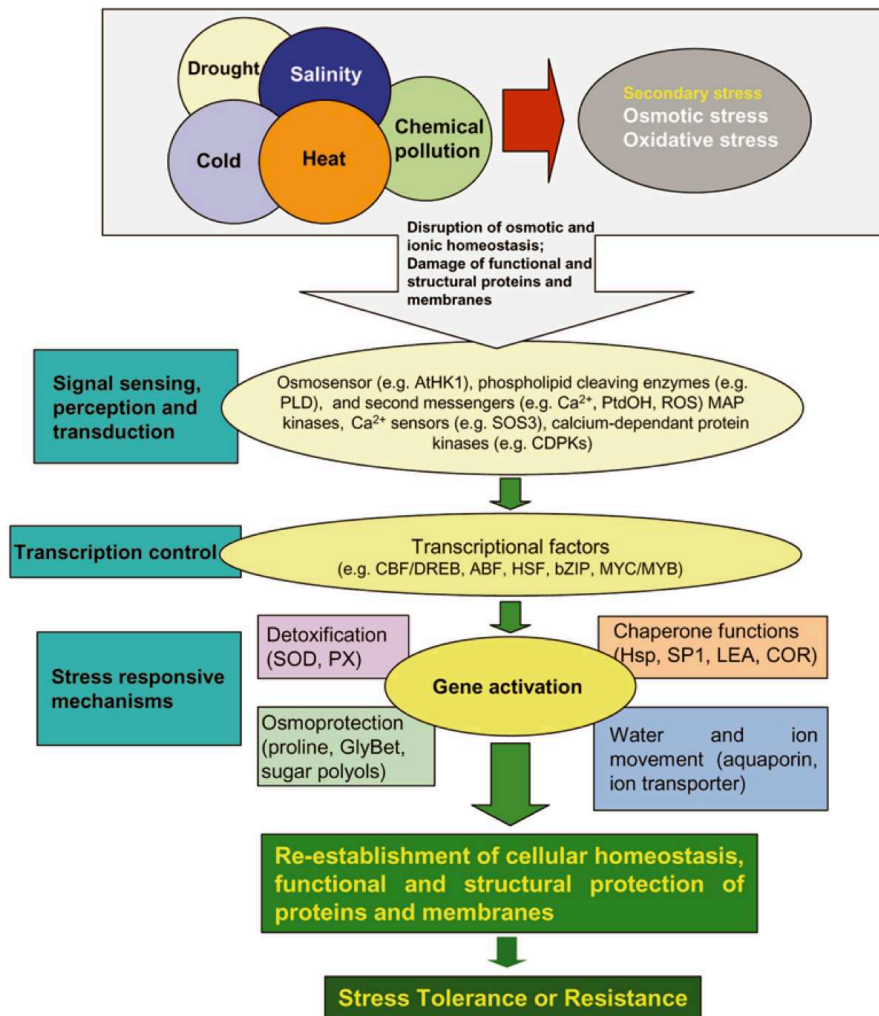 Drought
Salinity
Cold
Heat
Chemical
pollution
Secondary stress
Osmotic stress
Oxidative stress
Disruption of osmotic and
ionic homeostasis;
Damage of functional and
structural proteins and
membranes
Signal sensing,
perception and
transduction
Osmosensor (e.g. AtHK1), phospholipid cleaving enzymes (e.g.
PLD), and second messengers (e.g. Ca²⁺, PtdOH, ROS) MAP
kinases, Ca²⁺ sensors (e.g. SOS3), calcium-dependant protein
kinases (e.g. CDPKs)
Transcription control
Transcriptional factors
(e.g. CBF/DREB, ABF, HSF, bZIP, MYC/MYB)
Stress responsive
mechanisms
Detoxification
(SOD, PX)
Chaperone functions
(Hsp, SP1, LEA, COR)
Gene activation
Osmoprotection
(proline, GlyBet,
sugar polyols)
Water and ion
movement (aquaporin,
ion transporter)
Re-establishment of cellular homeostasis,
functional and structural protection of
proteins and membranes
Stress Tolerance or Resistance